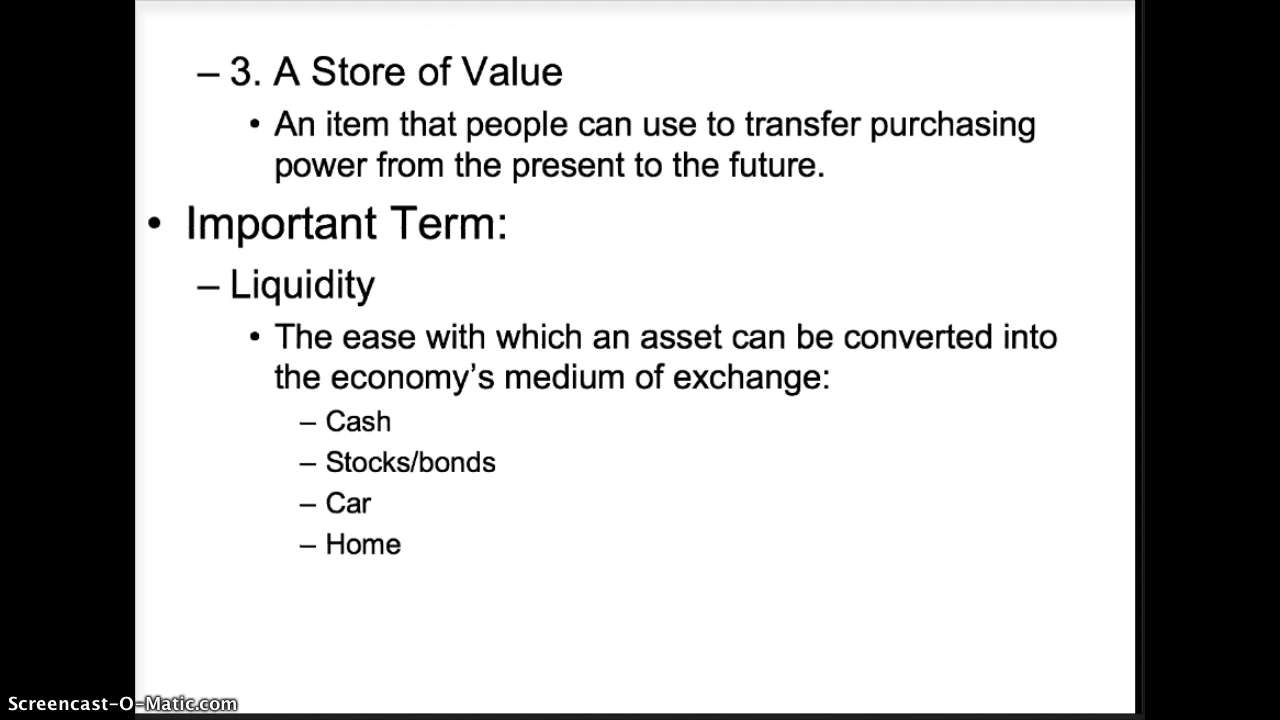 – 3. A Store of Value
• An item that people can use to transfer purchasing
power from the present to the future.
• Important Term:
– Liquidity
• The ease with which an asset can be converted into
the economy’s medium of exchange:
– Cash
– Stocks/bonds
– Car
– Home
Screencast-O-Matic.com